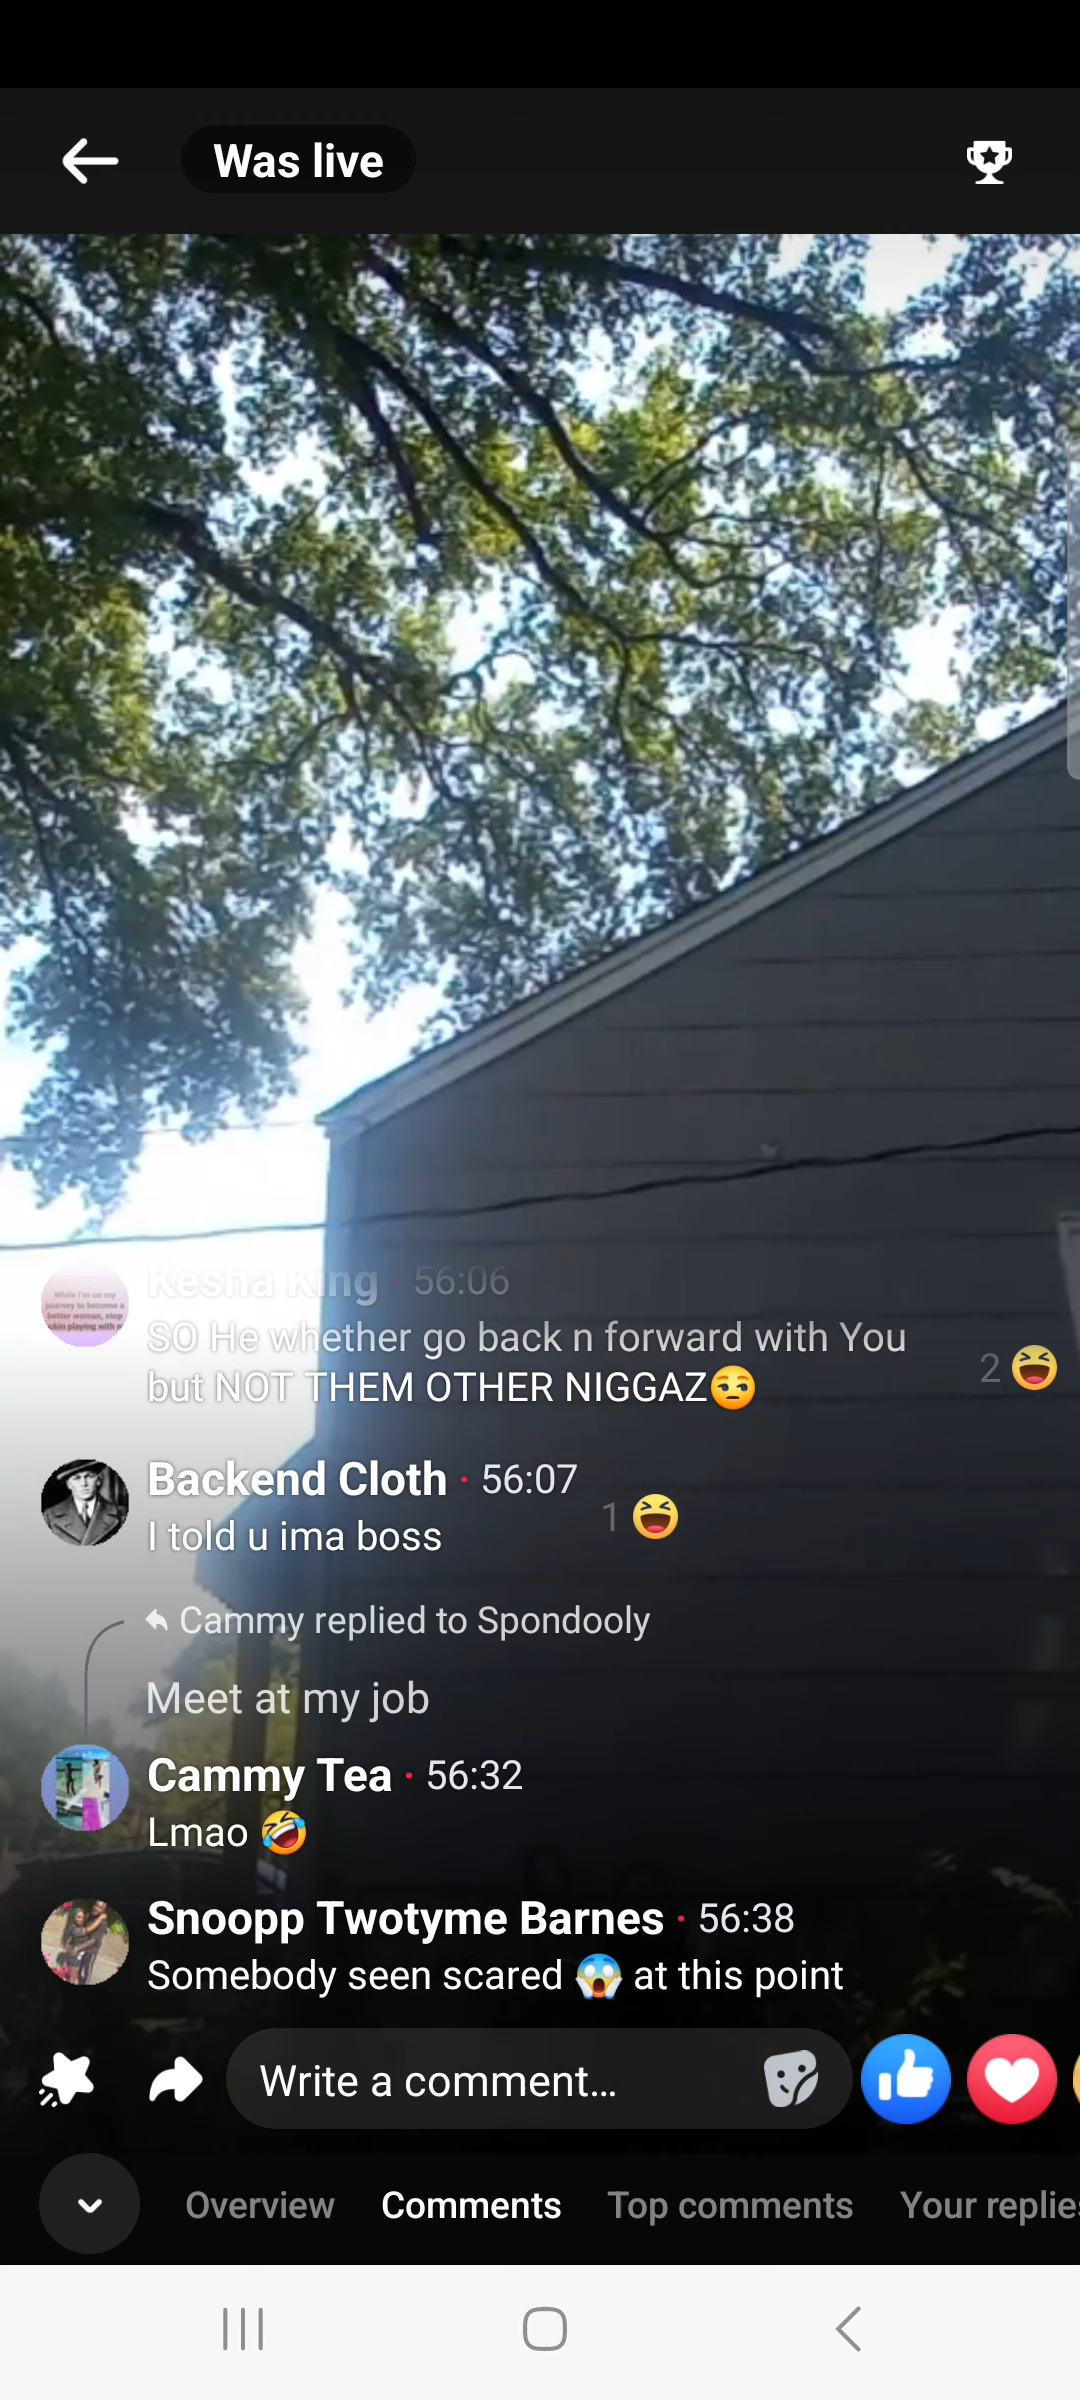 Was live
Kesha King · 56:06
SO He whether go back n forward with You
but NOT THEM OTHER NIGGAZ😒
2 😆
Backend Cloth · 56:07
I told u ima boss
1 😆
Cammy replied to Spondooly
Meet at my job
Cammy Tea · 56:32
Lmao 🤣
Snoopp Twotyme Barnes · 56:38
Somebody seen scared 😱 at this point
Write a comment...
Overview Comments Top comments Your replie